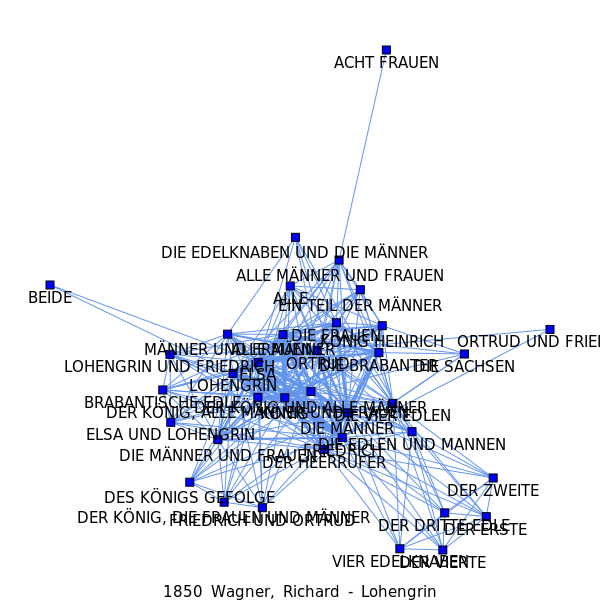 ACHT FRAUEN
DIE EDELKNABEN UND DIE MÄNNER
ALLE MÄNNER UND FRAUEN
BEIDE
ALLE
EIN TEIL DER MÄNNER
DIE FRAUEN
KÖNIG HEINRICH
ORTRUD UND FRIE
MÄNNER UND FRAUEN
ALLE MÄNNER
LOHENGRIN UND FRIEDRICH
ORTRUD
DIE BRABANTER
DIE SACHSEN
ELSA
LOHENGRIN
BRABANTISCHE EDLE
DER KÖNIG UND ALLE MÄNNER
DER KÖNIG, ALLE MÄNNER UND FRAUEN
KÖNIG
DIE VIER EDLEN
DIE MÄNNER
ELSA UND LOHENGRIN
DIE EDLEN UND MANNEN
DIE MÄNNER UND FRAUEN
FRIEDRICH
DER HEERRUFER
DER ZWEITE
DES KÖNIGS GEFOLGE
DER KÖNIG, DIE FRAUEN UND MÄNNER
FRIEDRICH UND ORTRUD
DER DRITTE EDLE
DER ERSTE
VIER EDELKNABEN
DER VIERTE
1850 Wagner, Richard - Lohengrin